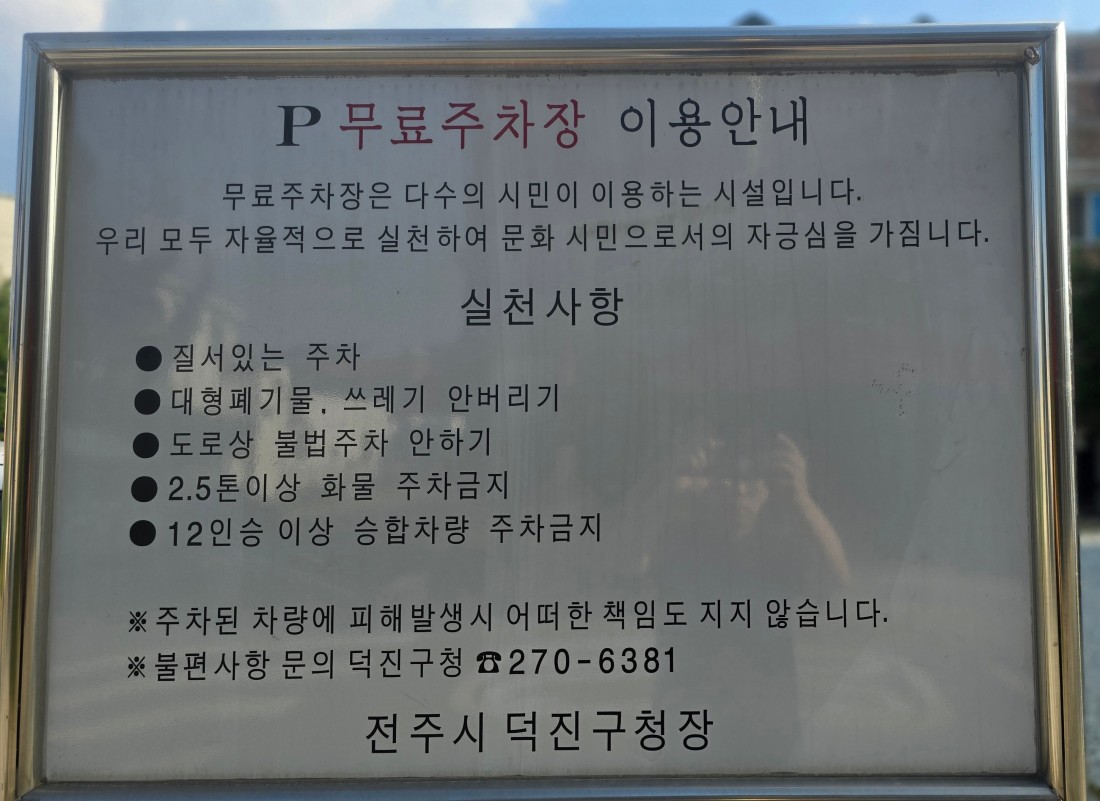 P 무료주차장 이용안내
무료주차장은 다수의 시민이 이용하는 시설입니다.
우리 모두 자율적으로 실천하여 문화 시민으로서의 자긍심을 가짐니다.
실천사항
● 질서있는 주차
● 대형폐기물, 쓰레기 안버리기
● 도로상 불법주차 안하기
● 2.5톤이상 화물 주차금지
● 12인승 이상 승합차량 주차금지
※ 주차된 차량에 피해발생시 어떠한 책임도 지지 않습니다.
※ 불편사항 문의 덕진구청 ☎270-6381
전주시 덕진구청장